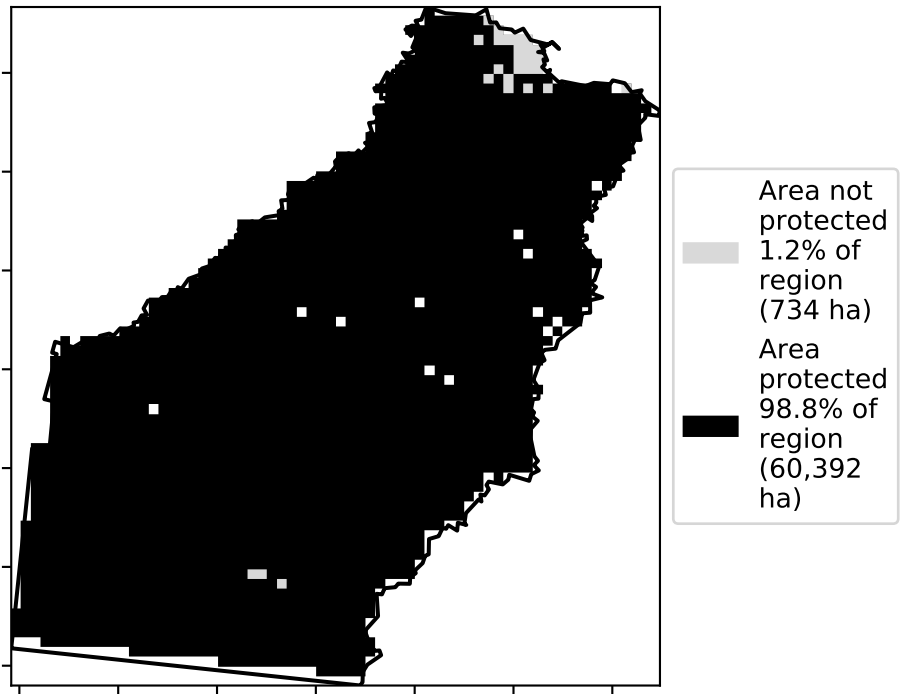 Area not
protected
1.2% of
region
(734 ha)
Area
protected
98.8% of
region
(60,392
ha)